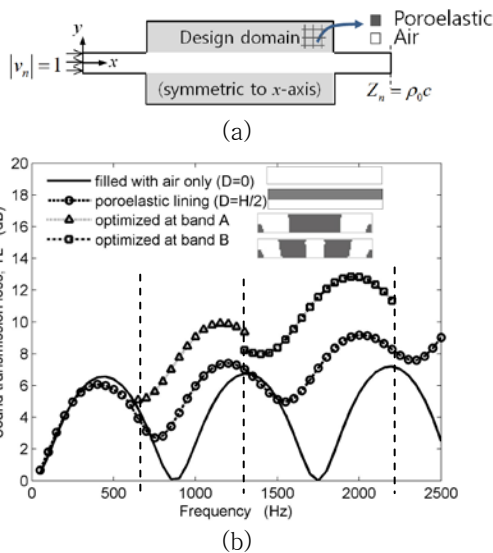 Poroelastic
Air
Design domain
(symmetric to x-axis)
y
x
|vₙ| = 1
Zₙ = ρ₀c
(a)
filled with air only (D=0)
poroelastic lining (D=H/2)
optimized at band A
optimized at band B
20
18
16
14
12
10
8
6
4
2
0
0 500 1000 1500 2000 2500
Frequency (Hz)
(b)